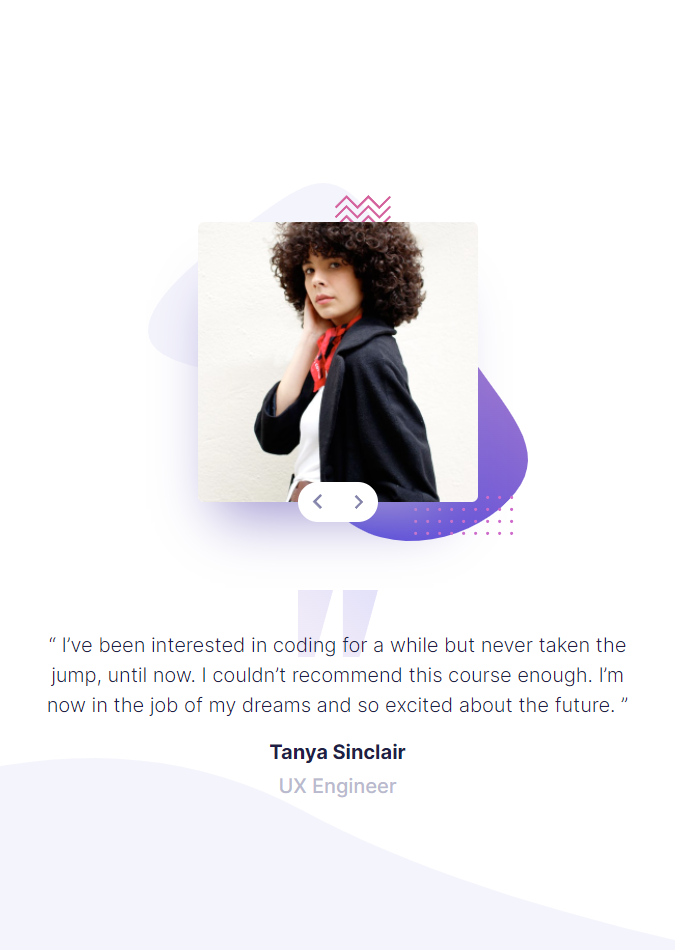 “ I’ve been interested in coding for a while but never taken the
jump, until now. I couldn’t recommend this course enough. I’m
now in the job of my dreams and so excited about the future. ”
Tanya Sinclair
UX Engineer